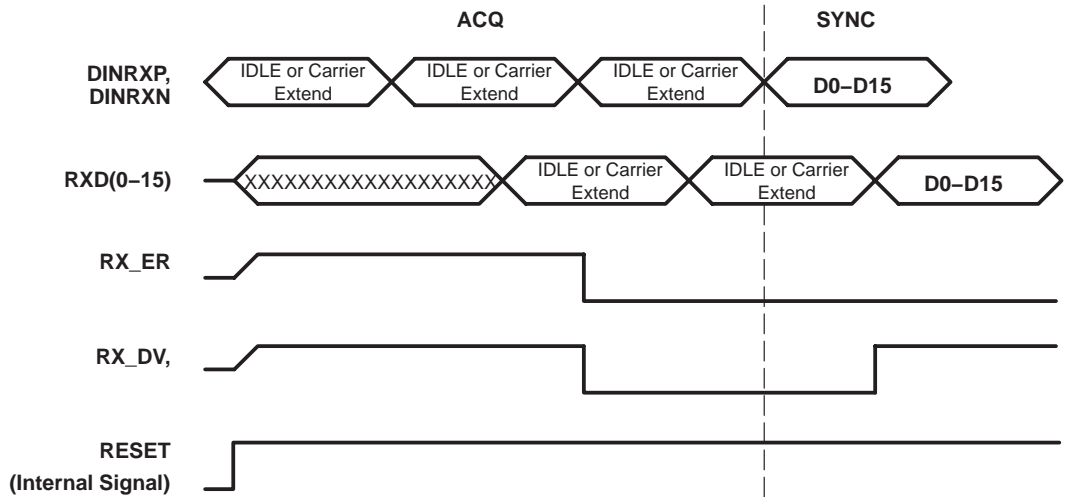 ACQ SYNC
DINRXP,
DINRXN
IDLE or Carrier
Extend
IDLE or Carrier
Extend
IDLE or Carrier
Extend
D0–D15
RXD(0–15)
XXXXXXXXXXXXXXXXXXX
IDLE or Carrier
Extend
IDLE or Carrier
Extend
D0–D15
RX_ER
RX_DV,
RESET
(Internal Signal)